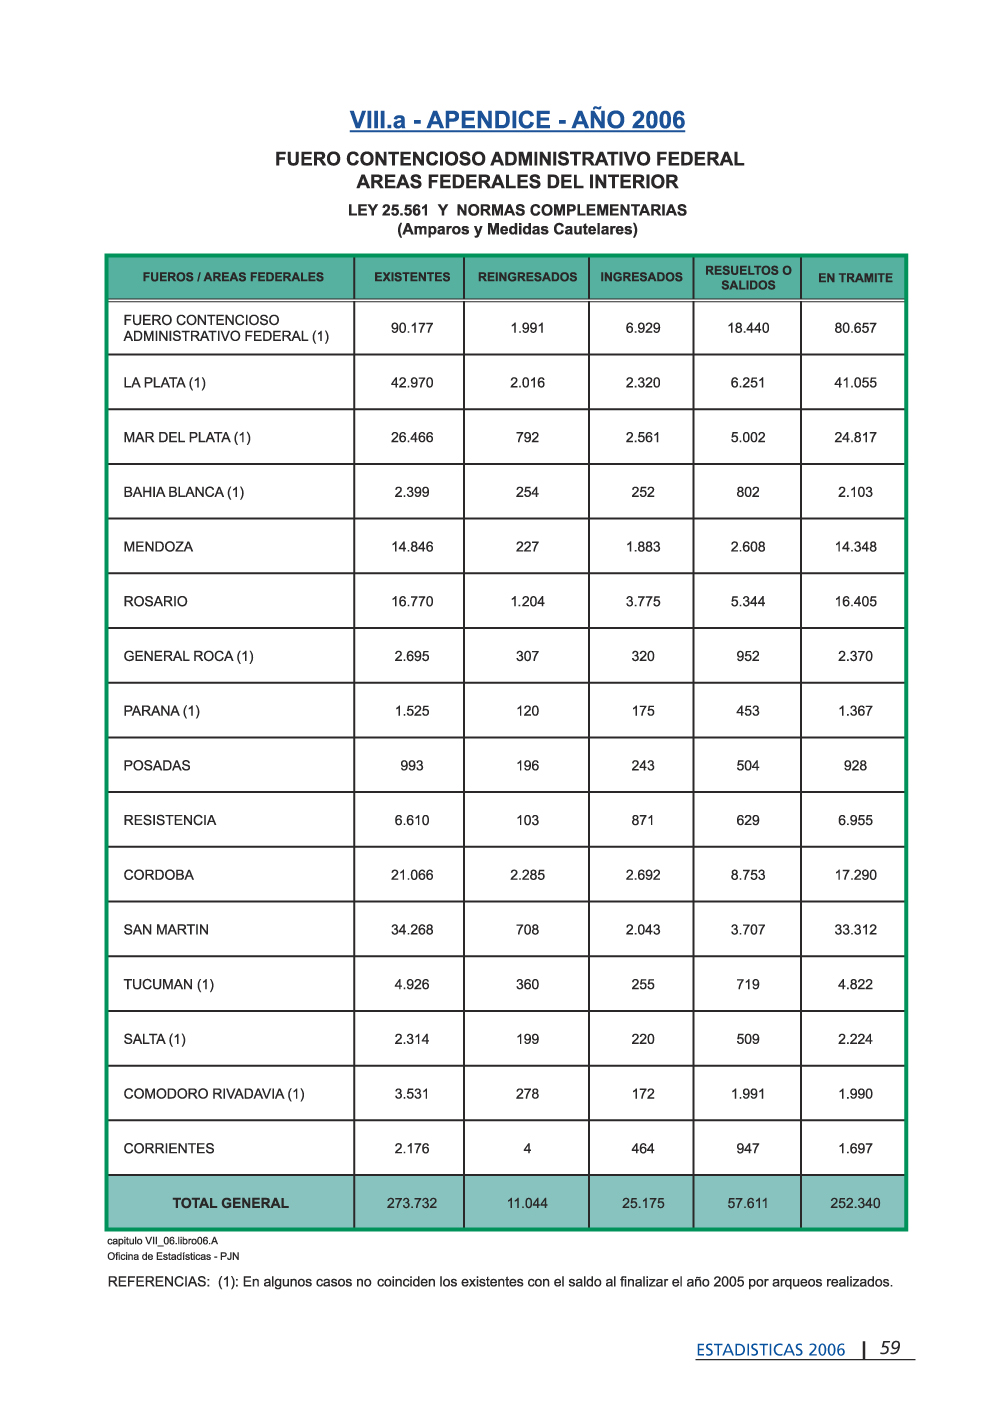 VIII.a - APENDICE - AÑO 2006
FUERO CONTENCIOSO ADMINISTRATIVO FEDERAL
AREAS FEDERALES DEL INTERIOR
LEY 25.561 Y NORMAS COMPLEMENTARIAS
(Amparos y Medidas Cautelares)
FUEROS / AREAS FEDERALES EXISTENTES REINGRESADOS INGRESADOS RESUELTOS O SALIDOS EN TRAMITE
FUERO CONTENCIOSO
ADMINISTRATIVO FEDERAL (1) 90.177 1.991 6.929 18.440 80.657
LA PLATA (1) 42.970 2.016 2.320 6.251 41.055
MAR DEL PLATA (1) 26.466 792 2.561 5.002 24.817
BAHIA BLANCA (1) 2.399 254 252 802 2.103
MENDOZA 14.846 227 1.883 2.608 14.348
ROSARIO 16.770 1.204 3.775 5.344 16.405
GENERAL ROCA (1) 2.695 307 320 952 2.370
PARANA (1) 1.525 120 175 453 1.367
POSADAS 993 196 243 504 928
RESISTENCIA 6.610 103 871 629 6.955
CORDOBA 21.066 2.285 2.692 8.753 17.290
SAN MARTIN 34.268 708 2.043 3.707 33.312
TUCUMAN (1) 4.926 360 255 719 4.822
SALTA (1) 2.314 199 220 509 2.224
COMODORO RIVADAVIA (1) 3.531 278 172 1.991 1.990
CORRIENTES 2.176 4 464 947 1.697
TOTAL GENERAL 273.732 11.044 25.175 57.611 252.340
capitulo VII_06.libro06.A
Oficina de Estadísticas - PJN
REFERENCIAS: (1): En algunos casos no coinciden los existentes con el saldo al finalizar el año 2005 por arqueos realizados.
ESTADISTICAS 2006 | 59